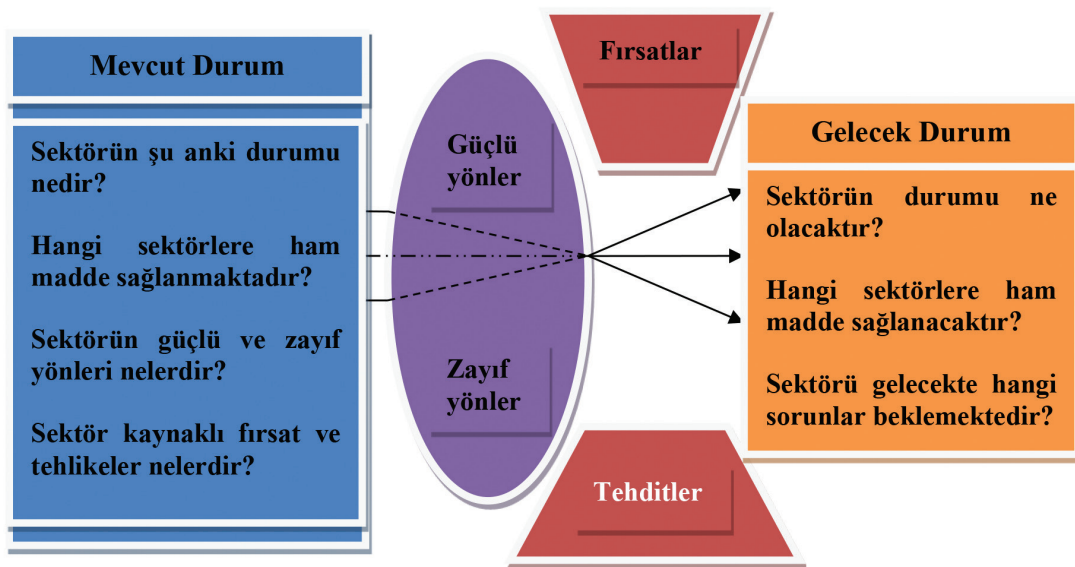 Mevcut Durum
Sektörün şu anki durumu
nedir?
Hangi sektörlere ham
madde sağlanmaktadır?
Sektörün güçlü ve zayıf
yönleri nelerdir?
Sektör kaynaklı fırsat ve
tehlikeler nelerdir?
Güçlü
yönler
Zayıf
yönler
Fırsatlar
Tehditler
Gelecek Durum
Sektörün durumu ne
olacaktır?
Hangi sektörlere ham
madde sağlanacaktır?
Sektörü gelecekte hangi
sorunlar beklemektedir?